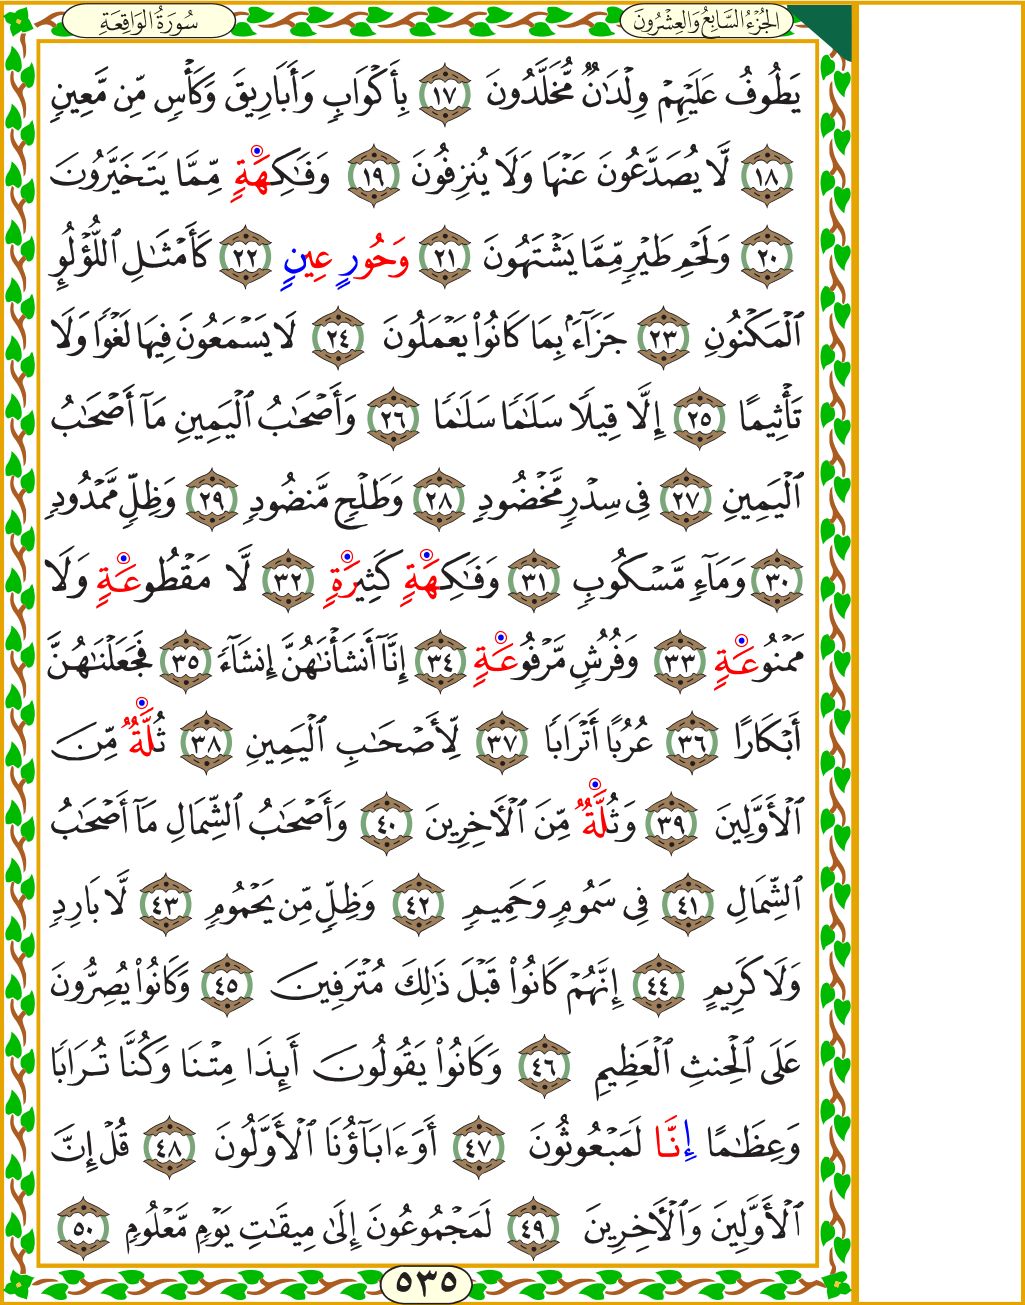 الجُزْءُ السَّابِعُ وَالعِشْرُونَ
سُورَةُ الوَاقِعَةِ
يَطُوفُ عَلَيْهِمْ وِلْدَٰنٌ مُّخَلَّدُونَ ١٧ بِأَكْوَابٍ وَأَبَارِيقَ وَكَأْسٍ مِّن مَّعِينٍ
١٨ لَّا يُصَدَّعُونَ عَنْهَا وَلَا يُنزِفُونَ ١٩ وَفَٰكِهَةٍ مِّمَّا يَتَخَيَّرُونَ
٢٠ وَلَحْمِ طَيْرٍ مِّمَّا يَشْتَهُونَ ٢١ وَحُورٍ عِينٍ ٢٢ كَأَمْثَٰلِ ٱللُّؤْلُوِٕ
ٱلْمَكْنُونِ ٢٣ جَزَآءًۢ بِمَا كَانُوا۟ يَعْمَلُونَ ٢٤ لَا يَسْمَعُونَ فِيهَا لَغْوًا وَلَا
تَأْثِيمًا ٢٥ إِلَّا قِيلًا سَلَٰمًا سَلَٰمًا ٢٦ وَأَصْحَٰبُ ٱلْيَمِينِ مَآ أَصْحَٰبُ
ٱلْيَمِينِ ٢٧ فِى سِدْرٍ مَّخْضُودٍ ٢٨ وَطَلْحٍ مَّنضُودٍ ٢٩ وَظِلٍّ مَّمْدُودٍ
٣٠ وَمَآءٍ مَّسْكُوبٍ ٣١ وَفَٰكِهَةٍ كَثِيرَةٍ ٣٢ لَّا مَقْطُوعَةٍ وَلَا
مَمْنُوعَةٍ ٣٣ وَفُرُشٍ مَّرْفُوعَةٍ ٣٤ إِنَّآ أَنشَأْنَٰهُنَّ إِنشَآءً ٣٥ فَجَعَلْنَٰهُنَّ
أَبْكَارًا ٣٦ عُرُبًا أَتْرَابًا ٣٧ لِّأَصْحَٰبِ ٱلْيَمِينِ ٣٨ ثُلَّةٌ مِّنَ
ٱلْأَوَّلِينَ ٣٩ وَثُلَّةٌ مِّنَ ٱلْـَٔاخِرِينَ ٤٠ وَأَصْحَٰبُ ٱلشِّمَالِ مَآ أَصْحَٰبُ
ٱلشِّمَالِ ٤١ فِى سَمُومٍ وَحَمِيمٍ ٤٢ وَظِلٍّ مِّن يَحْمُومٍ ٤٣ لَّا بَارِدٍ
وَلَا كَرِيمٍ ٤٤ إِنَّهُمْ كَانُوا۟ قَبْلَ ذَٰلِكَ مُتْرَفِينَ ٤٥ وَكَانُوا۟ يُصِرُّونَ
عَلَى ٱلْحِنثِ ٱلْعَظِيمِ ٤٦ وَكَانُوا۟ يَقُولُونَ أَىِٕذَا مِتْنَا وَكُنَّا تُرَابًا
وَعِظَٰمًا إِنَّا لَمَبْعُوثُونَ ٤٧ أَوَءَابَآؤُنَا ٱلْأَوَّلُونَ ٤٨ قُلْ إِنَّ
ٱلْأَوَّلِينَ وَٱلْـَٔاخِرِينَ ٤٩ لَمَجْمُوعُونَ إِلَىٰ مِيقَٰتِ يَوْمٍ مَّعْلُومٍ ٥٠
٥٣٥